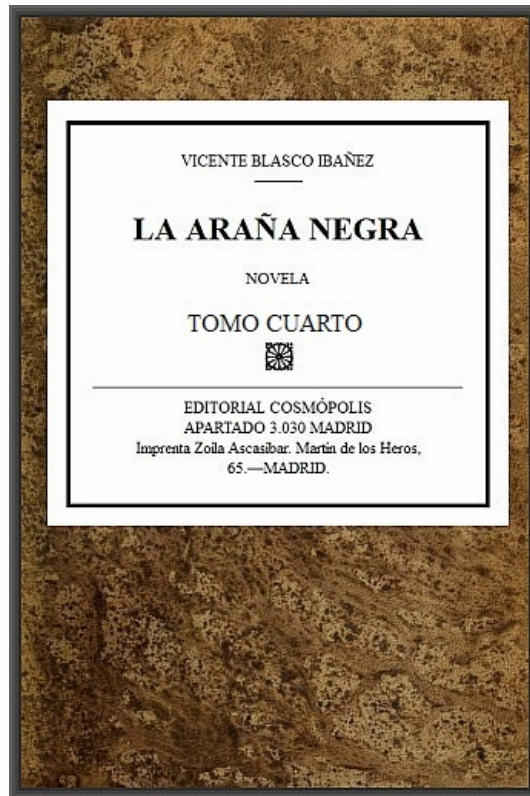 VICENTE BLASCO IBAÑEZ
LA ARAÑA NEGRA
NOVELA
TOMO CUARTO
EDITORIAL COSMÓPOLIS
APARTADO 3.030 MADRID
Imprenta Zoila Ascasibar. Martin de los Heros,
65.—MADRID.